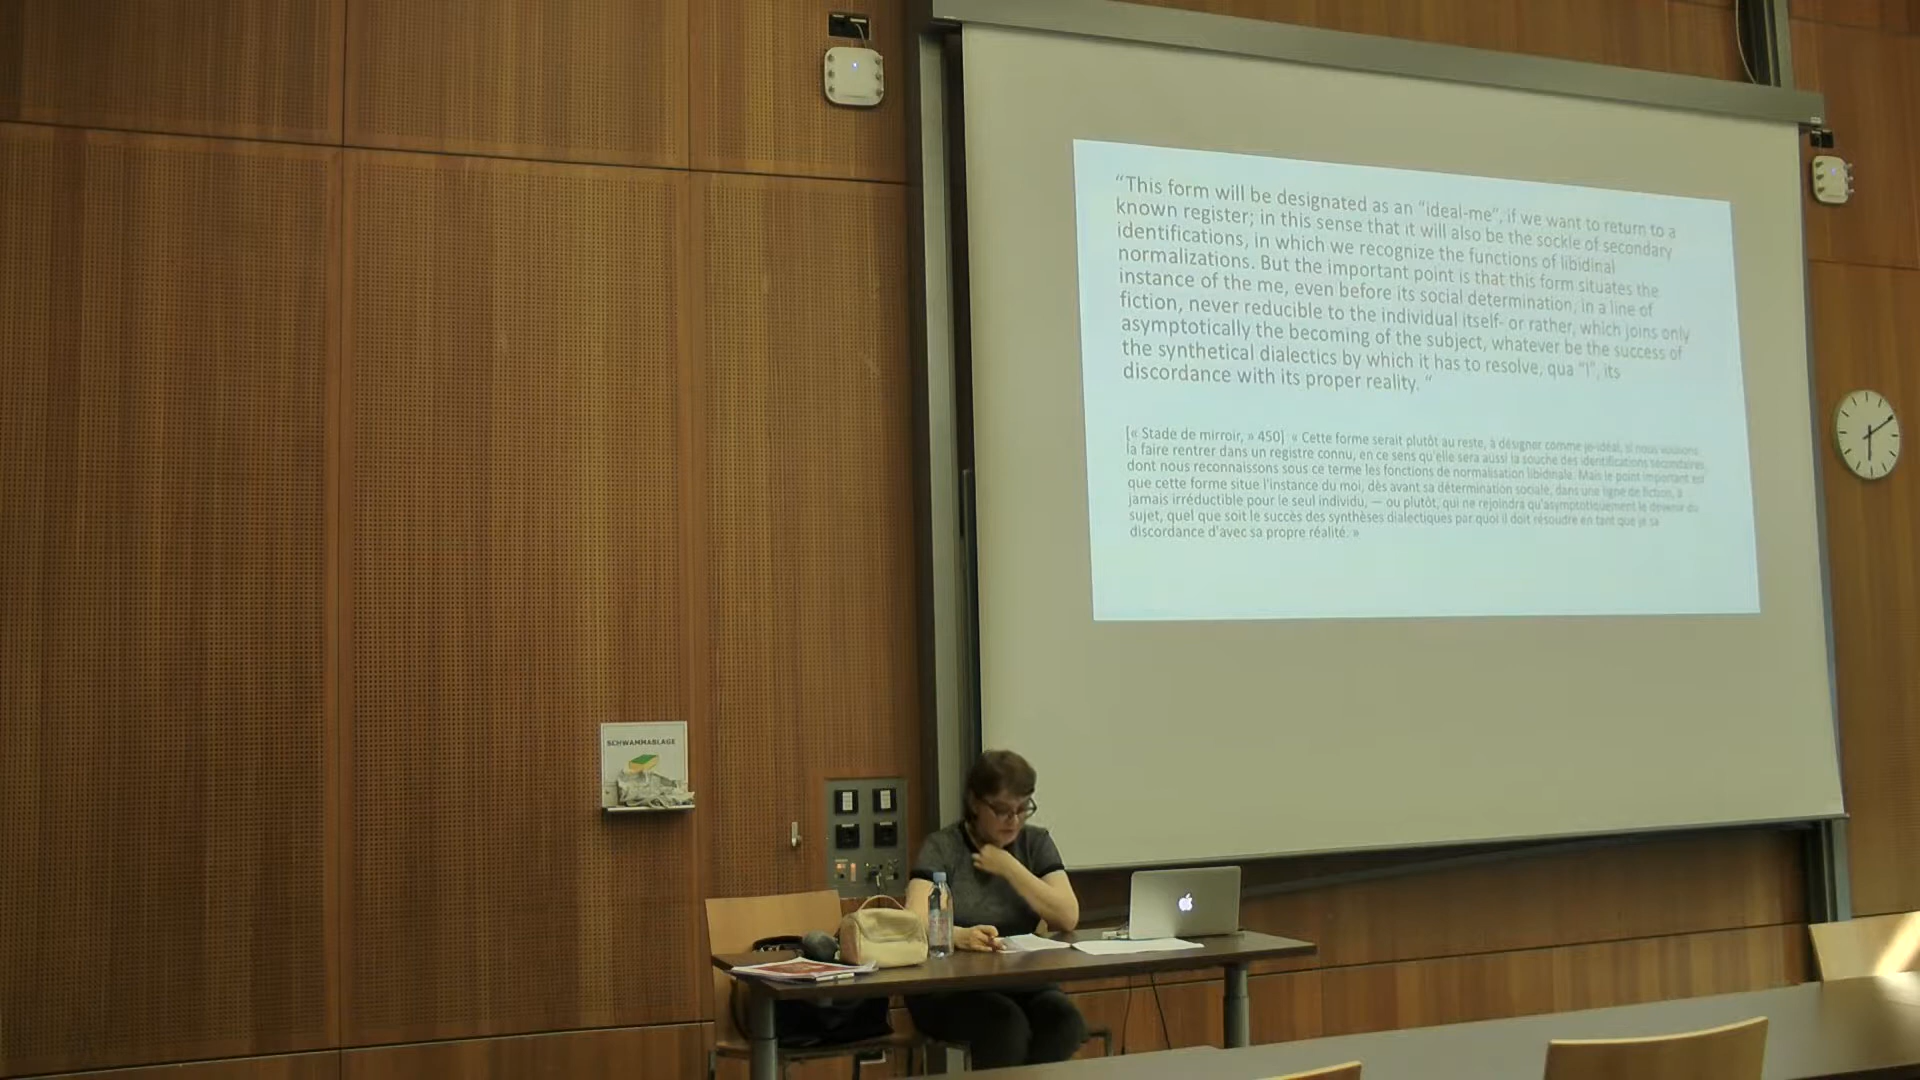 “This form will be designated as an “ideal-me”, if we want to return to a
known register; in this sense that it will also be the sockle of secondary
identifications, in which we recognize the functions of libidinal
normalizations. But the important point is that this form situates the
instance of the me, even before its social determination, in a line of
fiction, never reducible to the individual itself- or rather, which joins only
asymptotically the becoming of the subject, whatever be the success of
the synthetical dialectics by which it has to resolve, qua “I”, its
discordance with its proper reality. “
[« Stade de mirroir, » 450] « Cette forme serait plutôt au reste, à désigner comme je-idéal, si nous voulions
la faire rentrer dans un registre connu, en ce sens qu'elle sera aussi la souche des identifications secondaires,
dont nous reconnaissons sous ce terme les fonctions de normalisation libidinale. Mais le point important est
que cette forme situe l'instance du moi, dès avant sa détermination sociale, dans une ligne de fiction, à
jamais irréductible pour le seul individu, — ou plutôt, qui ne rejoindra qu'asymptotiquement le devenir du
sujet, quel que soit le succès des synthèses dialectiques par quoi il doit résoudre en tant que je sa
discordance d'avec sa propre réalité. »
SCHWAMMABLAGE